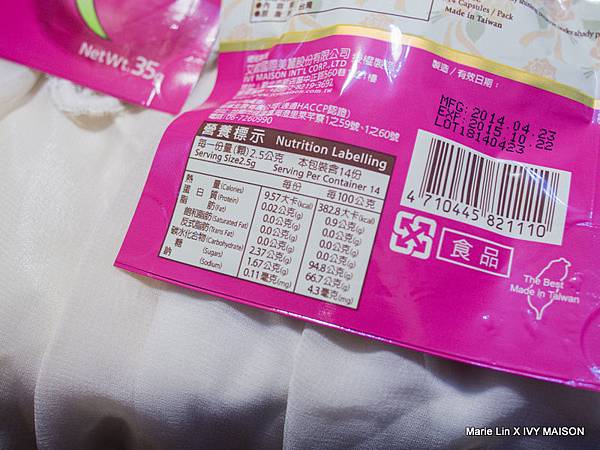 14 Capsules / Pack
Made in Taiwan
Net Wt. 35g
IVY MAISON INT'L CORP.,LTD
製造 / 有效日期：
MFG: 2014.04.23
EXP: 2015.10.22
LOT18140423
營養標示 Nutrition Labelling
每一份量(顆)2.5公克 本包裝含14份
Serving Size2.5g Serving Per Container 14
每份 每100公克
熱量(Calories) 9.57大卡(kcal) 382.8大卡(kcal)
蛋白質(Protein) 0.02公克(g) 0.9公克(g)
脂肪(Fat) 0.0公克(g) 0.0公克(g)
飽和脂肪(Saturated Fat) 0.0公克(g) 0.0公克(g)
反式脂肪(Trans Fat) 0.0公克(g) 0.0公克(g)
碳水化合物(Carbohydrate) 2.37公克(g) 94.8公克(g)
糖(Sugars) 1.67公克(g) 66.7公克(g)
鈉(Sodium) 0.11毫克(mg) 4.3毫克(mg)
4 710445 821110
食品
The Best
Made in Taiwan
Marie Lin X IVY MAISON